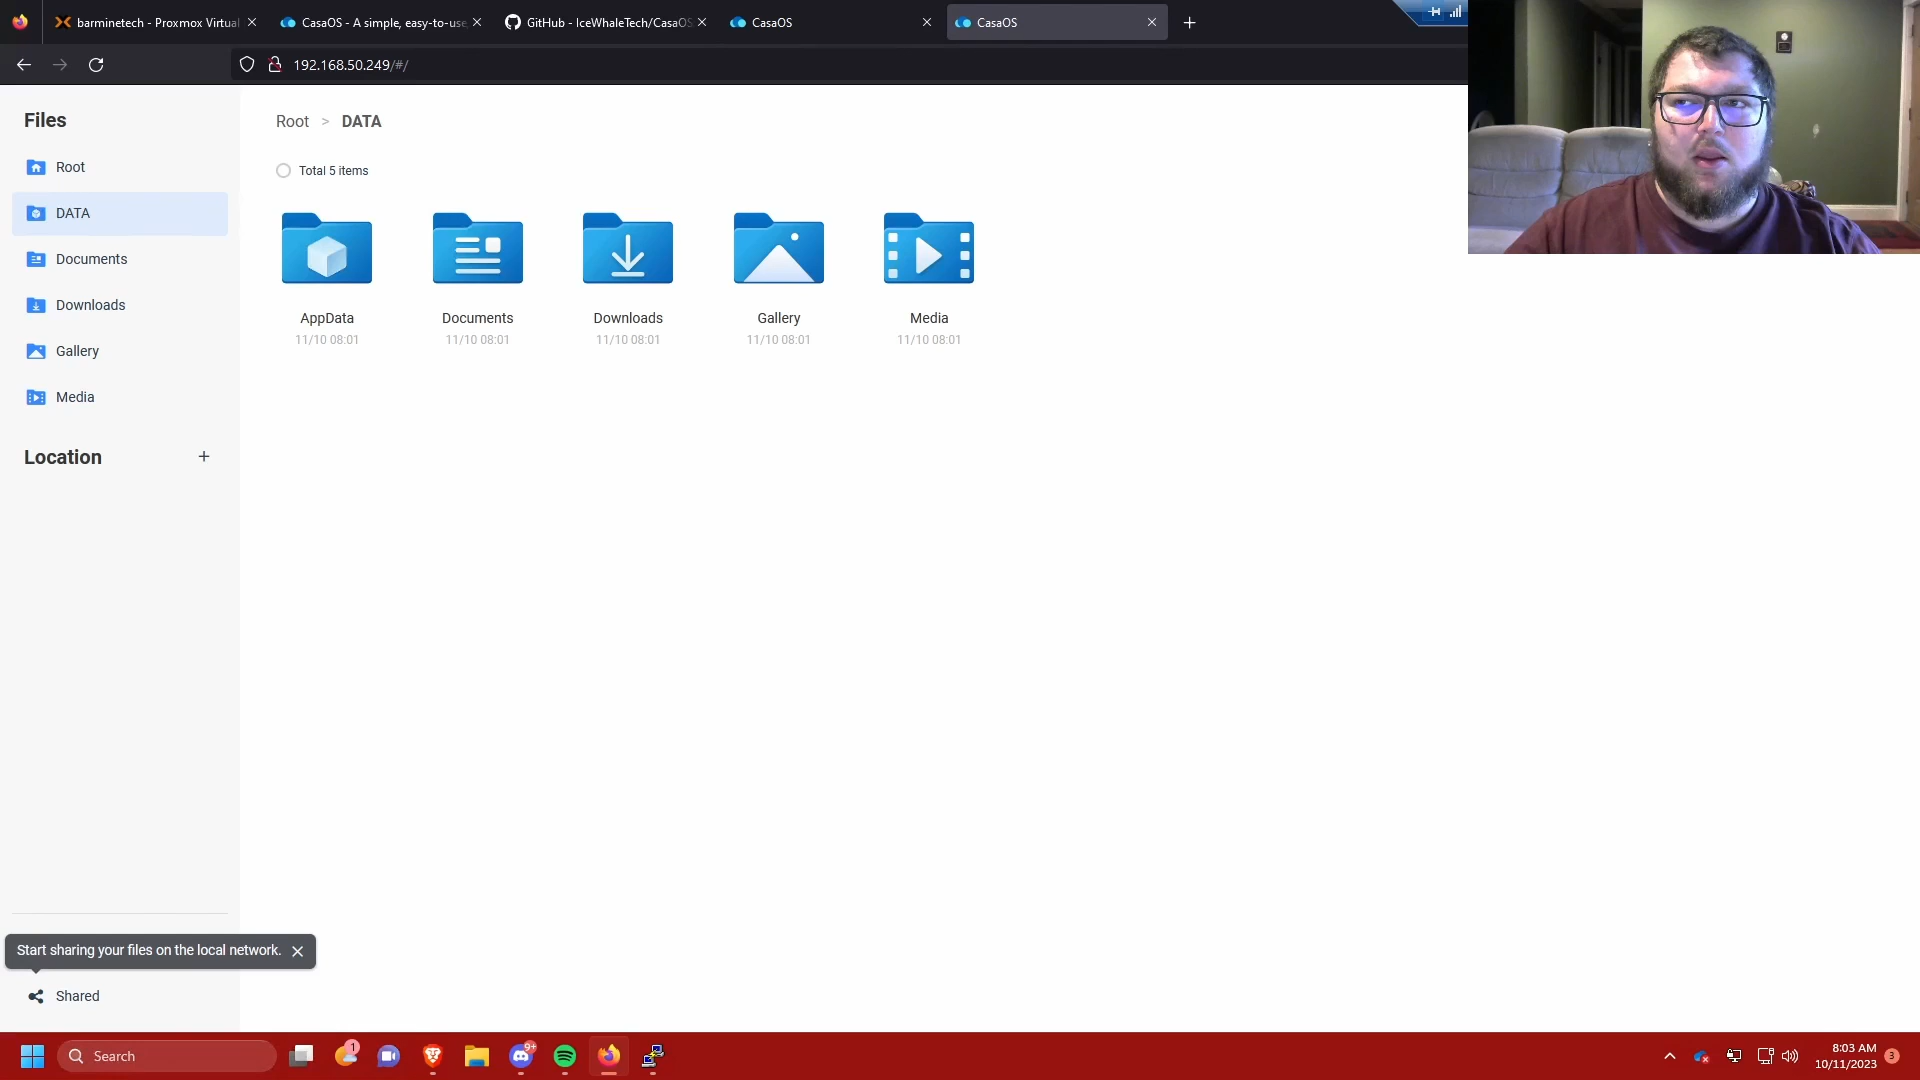 barminetech - Proxmox Virtual
CasaOS - A simple, easy-to-use,
GitHub - IceWhaleTech/CasaOS
CasaOS
CasaOS
192.168.50.249/#/
Files
Root
DATA
Documents
Downloads
Gallery
Media
Location
+
Root > DATA
Total 5 items
AppData
11/10 08:01
Documents
11/10 08:01
Downloads
11/10 08:01
Gallery
11/10 08:01
Media
11/10 08:01
Start sharing your files on the local network.
Shared
Search
1
9+
8:03 AM
10/11/2023
3